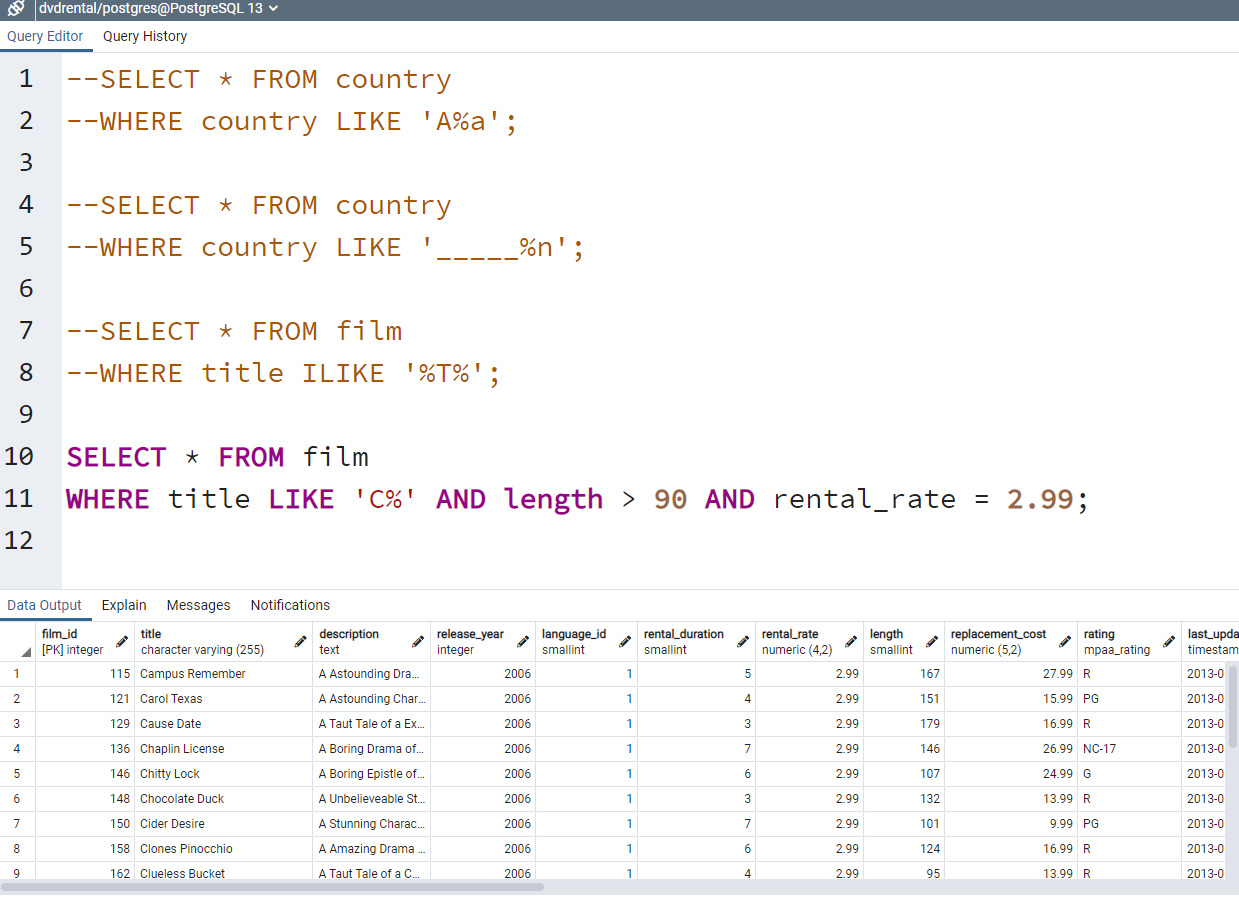 dvdrental/postgres@PostgreSQL 13
Query Editor Query History
1 --SELECT * FROM country
2 --WHERE country LIKE 'A%a';
3
4 --SELECT * FROM country
5 --WHERE country LIKE '_____%n';
6
7 --SELECT * FROM film
8 --WHERE title ILIKE '%T%';
9
10 SELECT * FROM film
11 WHERE title LIKE 'C%' AND length > 90 AND rental_rate = 2.99;
12
Data Output Explain Messages Notifications
film_id title description release_year language_id rental_duration rental_rate length replacement_cost rating last_upda
[PK] integer character varying (255) text integer smallint smallint numeric (4,2) smallint numeric (5,2) mpaa_rating timestam
1 115 Campus Remember A Astounding Dra... 2006 1 5 2.99 167 27.99 R 2013-0
2 121 Carol Texas A Astounding Char... 2006 1 4 2.99 151 15.99 PG 2013-0
3 129 Cause Date A Taut Tale of a Ex... 2006 1 3 2.99 179 16.99 R 2013-0
4 136 Chaplin License A Boring Drama of... 2006 1 7 2.99 146 26.99 NC-17 2013-0
5 146 Chitty Lock A Boring Epistle of... 2006 1 6 2.99 107 24.99 G 2013-0
6 148 Chocolate Duck A Unbelieveable St... 2006 1 3 2.99 132 13.99 R 2013-0
7 150 Cider Desire A Stunning Charac... 2006 1 7 2.99 101 9.99 PG 2013-0
8 158 Clones Pinocchio A Amazing Drama ... 2006 1 6 2.99 124 16.99 R 2013-0
9 162 Clueless Bucket A Taut Tale of a C... 2006 1 4 2.99 95 13.99 R 2013-0